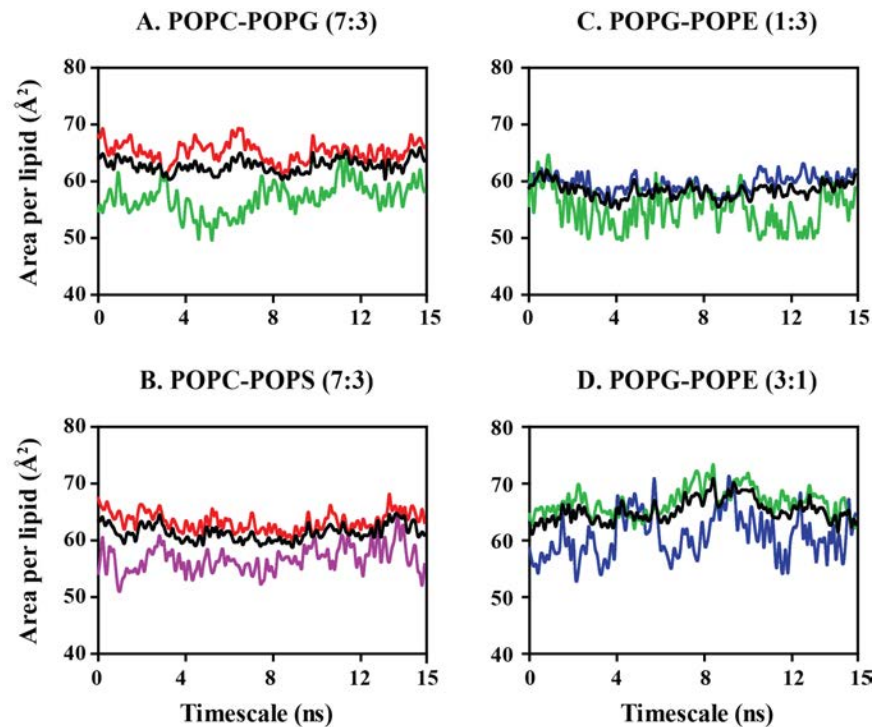 A. POPC-POPG (7:3)
Area per lipid (Å²)
80
70
60
50
40
0 4 8 12 15
B. POPC-POPS (7:3)
Area per lipid (Å²)
80
70
60
50
40
0 4 8 12 15
Timescale (ns)
C. POPG-POPE (1:3)
80
70
60
50
40
0 4 8 12 15
D. POPG-POPE (3:1)
80
70
60
50
40
0 4 8 12 15
Timescale (ns)